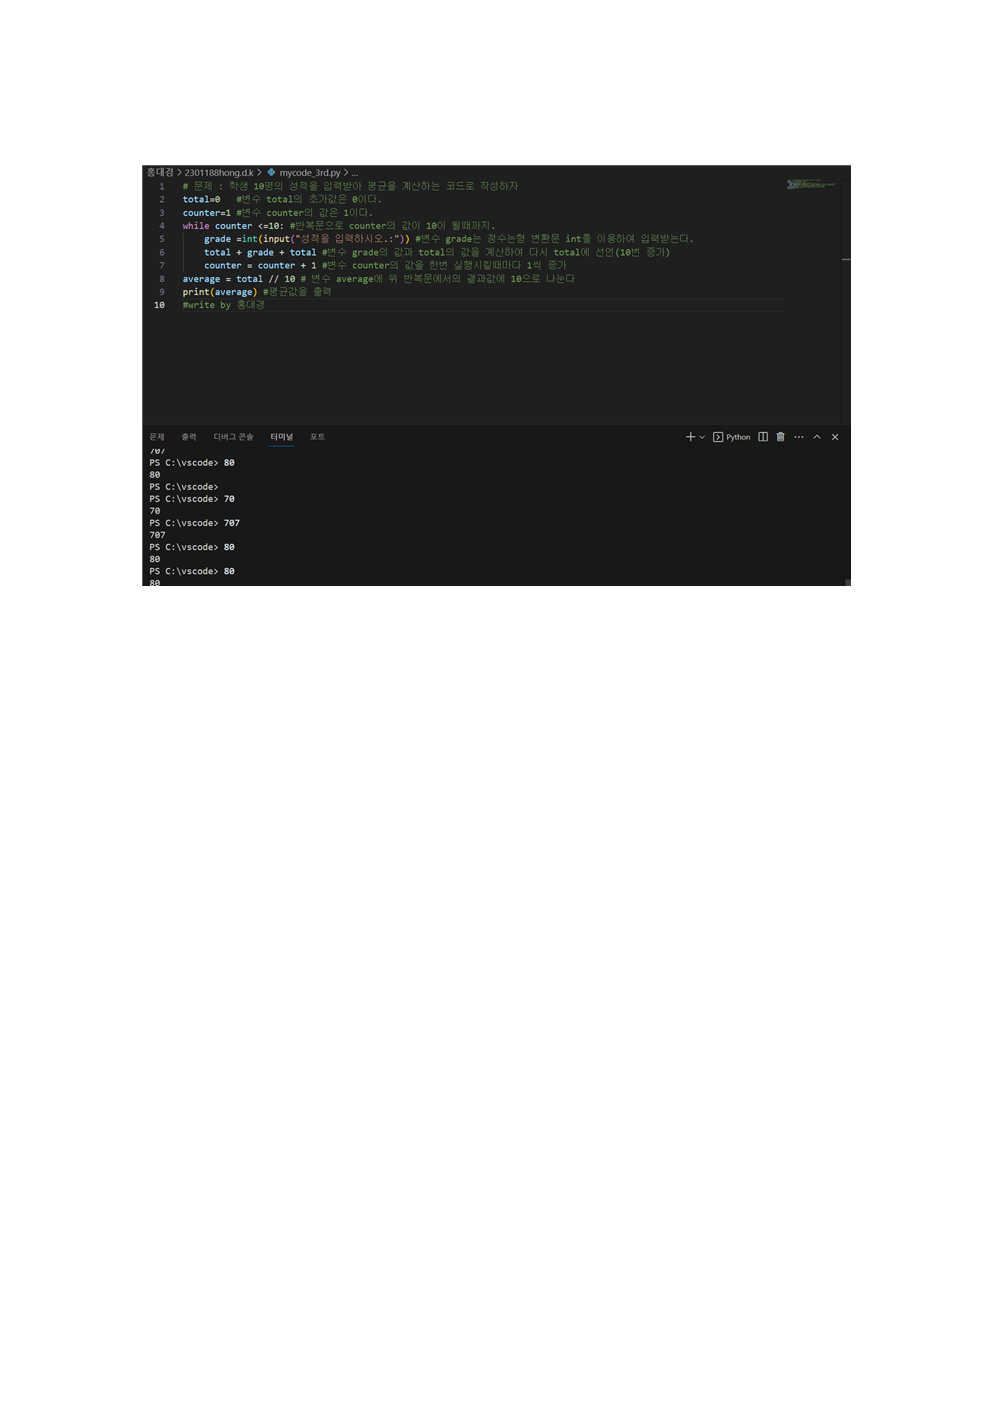 홍대경 > 2301188hong.d.k > mycode_3rd.py > ...
1 # 문제 : 학생 10명의 성적을 입력받아 평균을 계산하는 코드로 작성하자
2 total=0 #변수 total의 초가값은 0이다.
3 counter=1 #변수 counter의 값은 1이다.
4 while counter <=10: #반복문으로 counter의 값이 10이 될때까지.
5 grade =int(input("성적을 입력하시오.:")) #변수 grade는 정수는형 변환문 int를 이용하여 입력받는다.
6 total + grade + total #변수 grade의 값과 total의 값을 계산하여 다시 total에 선언(10번 증가)
7 counter = counter + 1 #변수 counter의 값을 한번 실행시킬때마다 1씩 증가
8 average = total // 10 # 변수 average에 위 반복문에서의 결과값에 10으로 나눈다
9 print(average) #평균값을 출력
10 #write by 홍대경
문제 출력 디버그 콘솔 터미널 포트 Python
707
PS C:\vscode> 80
80
PS C:\vscode>
PS C:\vscode> 70
70
PS C:\vscode> 707
707
PS C:\vscode> 80
80
PS C:\vscode> 80
80